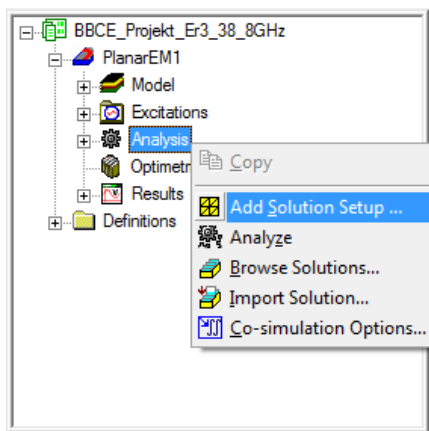 BBCE_Projekt_Er3_38_8GHz
PlanarEM1
Model
Excitations
Analysis
Copy
Optimetr
Add Solution Setup ...
Results
Analyze
Definitions
Browse Solutions...
Import Solution...
Co-simulation Options...